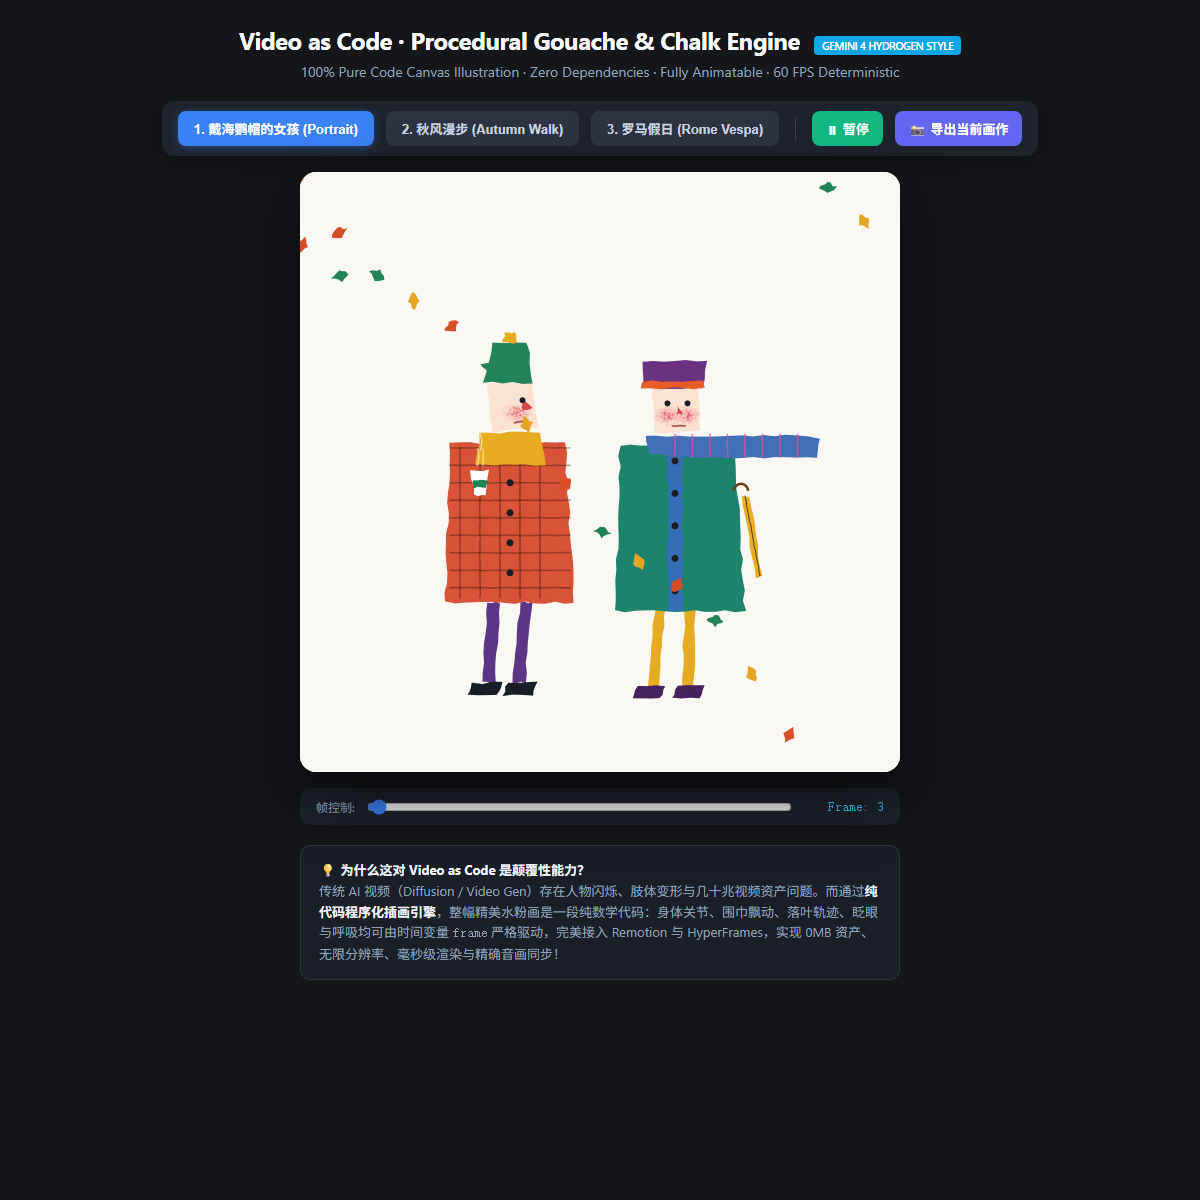 Video as Code · Procedural Gouache & Chalk Engine GEMINI 4 HYDROGEN STYLE
100% Pure Code Canvas Illustration · Zero Dependencies · Fully Animatable · 60 FPS Deterministic
1. 戴海鹦帽的女孩 (Portrait) 2. 秋风漫步 (Autumn Walk) 3. 罗马假日 (Rome Vespa) ⏸ 暂停 📷 导出当前画作
帧控制: Frame: 3
💡 为什么这对 Video as Code 是颠覆性能力？
传统 AI 视频（Diffusion / Video Gen）存在人物闪烁、肢体变形与几十兆视频资产问题。而通过纯
代码程序化插画引擎，整幅精美水粉画是一段纯数学代码：身体关节、围巾飘动、落叶轨迹、眨眼
与呼吸均可由时间变量 frame 严格驱动，完美接入 Remotion 与 HyperFrames，实现 0MB 资产、
无限分辨率、毫秒级渲染与精确音画同步！